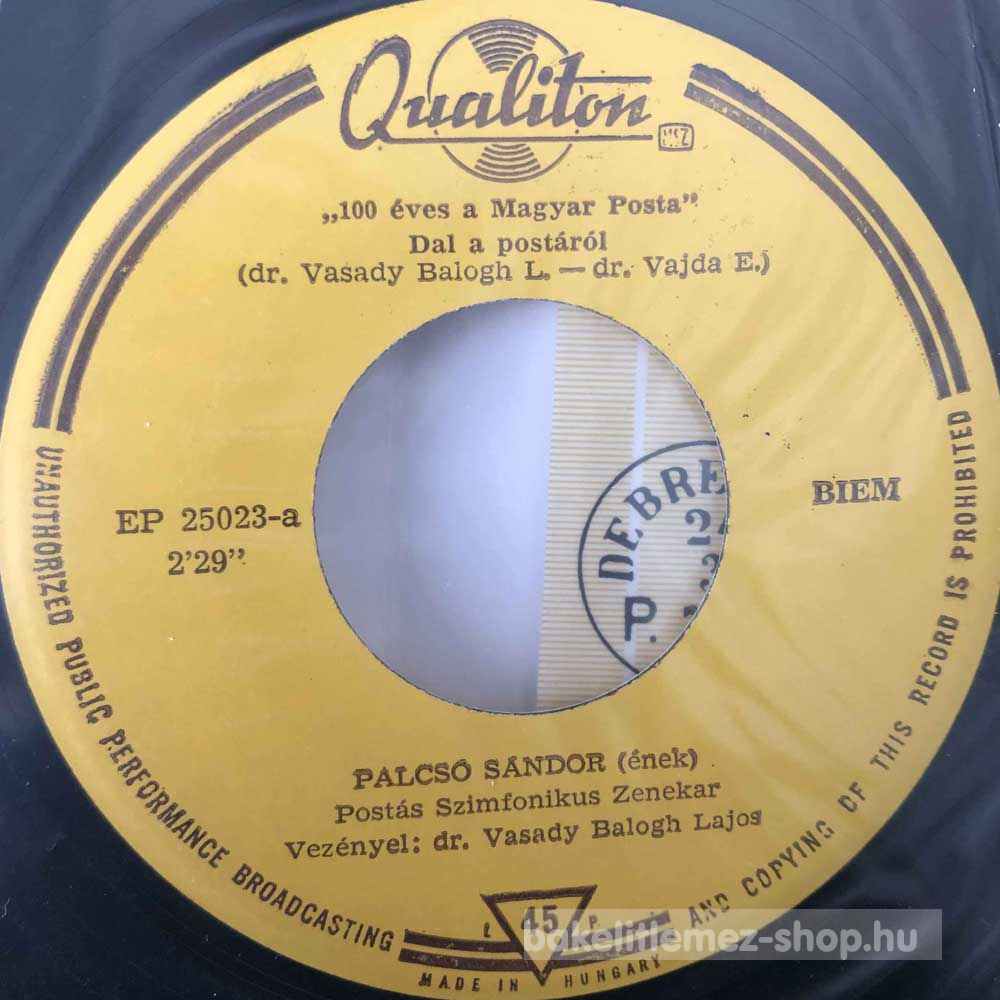 Qualiton
MSZ
„100 éves a Magyar Posta”
Dal a postáról
(dr. Vasady Balogh L. — dr. Vajda E.)
EP 25023-a
2’29”
BIEM
DEBRE
P.
PALCSÓ SÁNDOR (ének)
Postás Szimfonikus Zenekar
Vezényel: dr. Vasady Balogh Lajos
UNAUTHORIZED PUBLIC PERFORMANCE BROADCASTING AND COPYING OF THIS RECORD IS PROHIBITED
L 45 P
MADE IN HUNGARY
bakelitlemez-shop.hu